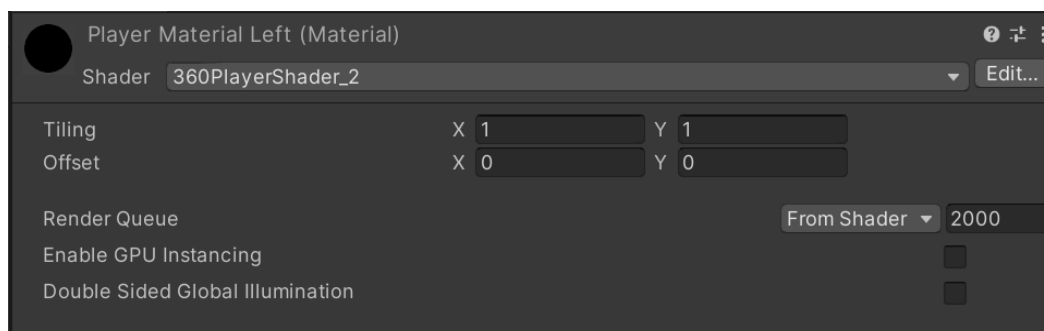 Player Material Left (Material)
Shader 360PlayerShader_2 Edit...
Tiling X 1 Y 1
Offset X 0 Y 0
Render Queue From Shader 2000
Enable GPU Instancing
Double Sided Global Illumination